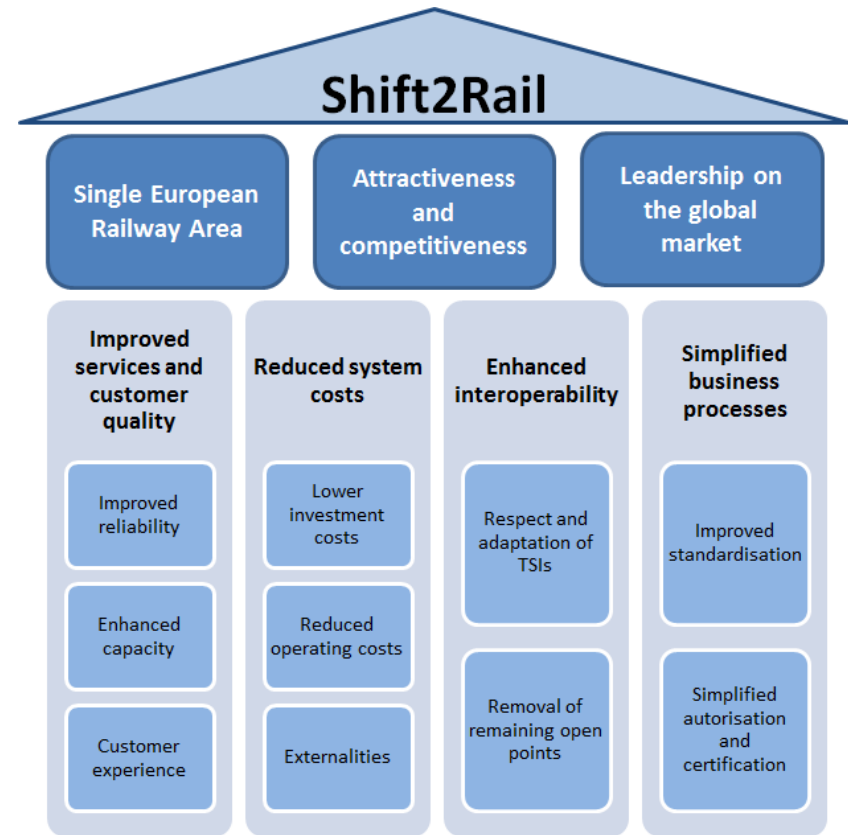 Shift2Rail
Single European
Railway Area
Attractiveness
and
competitiveness
Leadership on
the global
market
Improved
services and
customer
quality
Improved
reliability
Enhanced
capacity
Customer
experience
Reduced system
costs
Lower
investment
costs
Reduced
operating costs
Externalities
Enhanced
interoperability
Respect and
adaptation of
TSIs
Removal of
remaining open
points
Simplified
business
processes
Improved
standardisation
Simplified
autorisation
and
certification